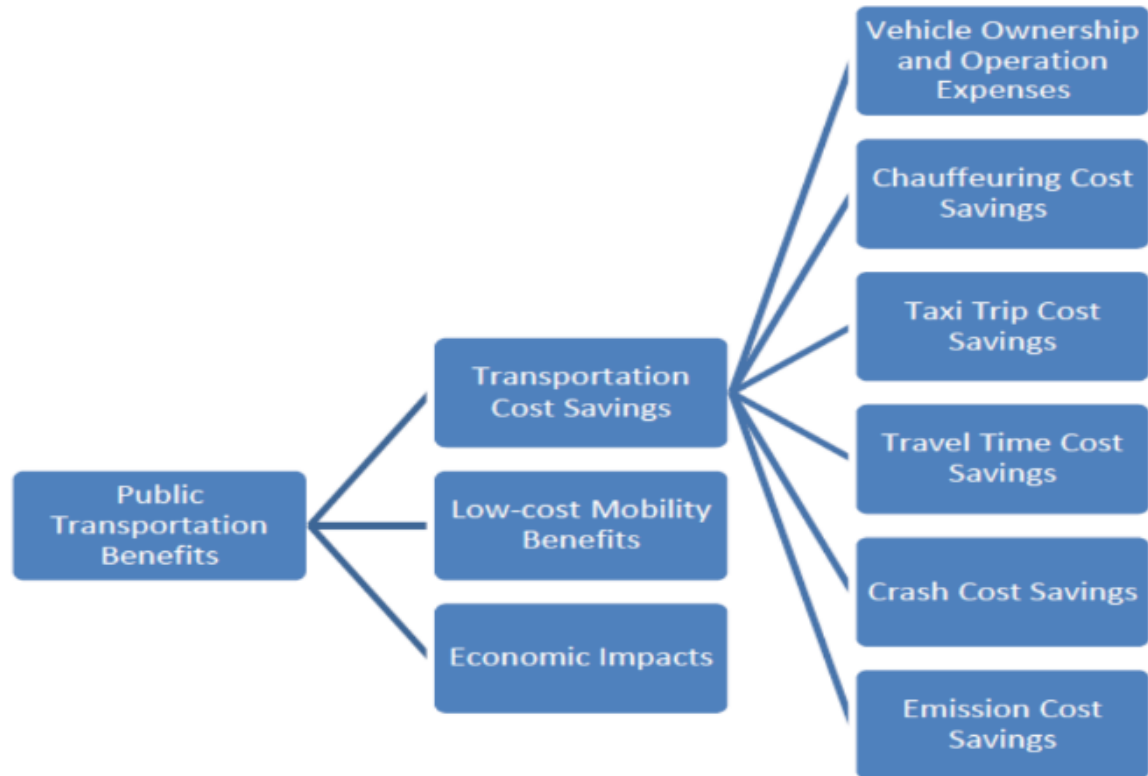 Public
Transportation
Benefits
Transportation
Cost Savings
Low-cost Mobility
Benefits
Economic Impacts
Vehicle Ownership
and Operation
Expenses
Chauffeuring Cost
Savings
Taxi Trip Cost
Savings
Travel Time Cost
Savings
Crash Cost Savings
Emission Cost
Savings